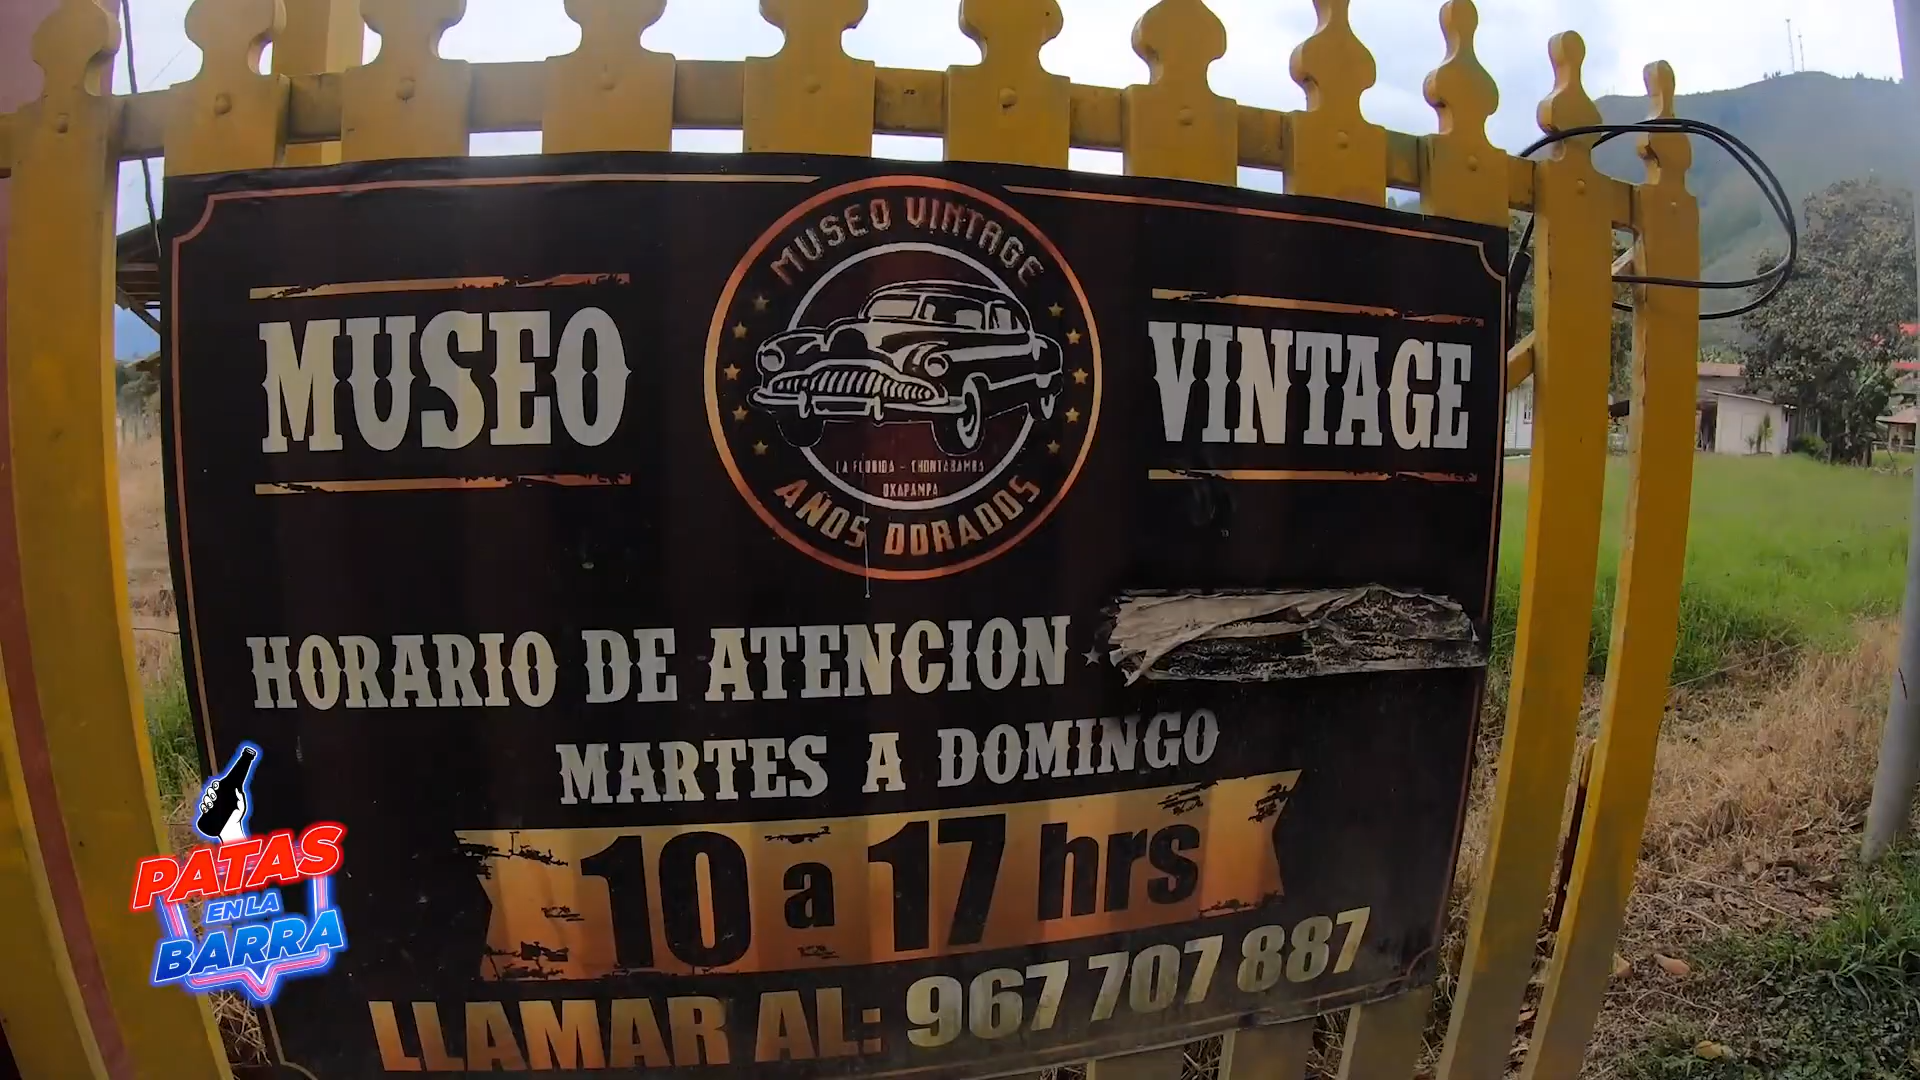 MUSEO VINTAGE
MUSEO
VINTAGE
LA FLORIDA - CHONTABAMBA
OXAPAMPA
AÑOS DORADOS
HORARIO DE ATENCION
MARTES A DOMINGO
10 a 17 hrs
LLAMAR AL: 967 707 887
PATAS
EN LA
BARRA